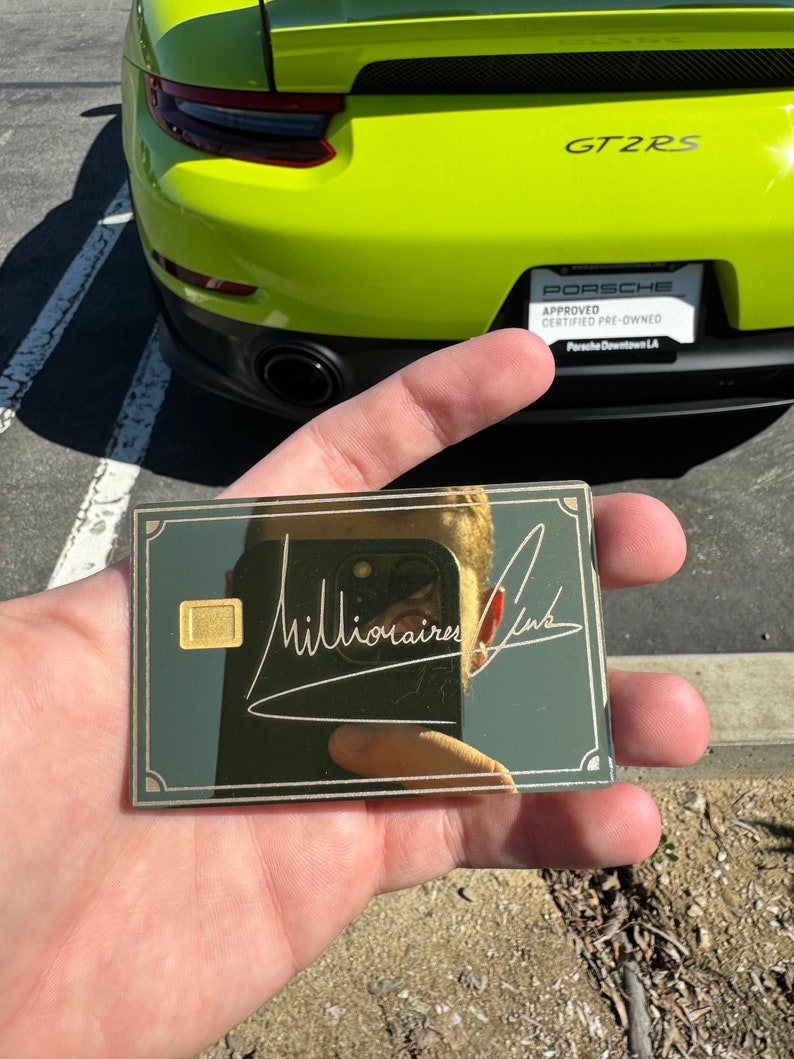 GT2RS
PORSCHE
APPROVED
CERTIFIED PRE-OWNED
Porsche Downtown LA
Millionaires Club